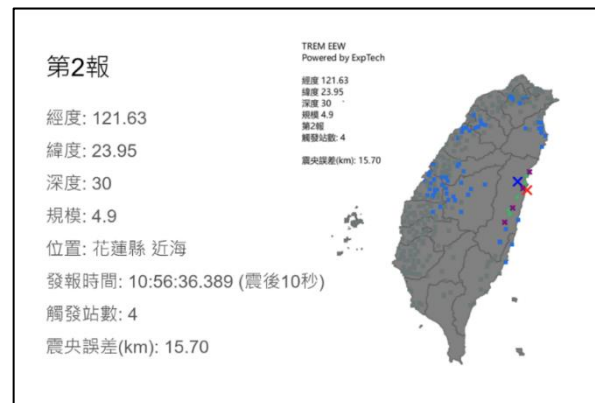 第2報
經度: 121.63
緯度: 23.95
深度: 30
規模: 4.9
位置: 花蓮縣 近海
發報時間: 10:56:36.389 (震後10秒)
觸發站數: 4
震央誤差(km): 15.70
TREM EEW
Powered by ExpTech
經度 121.63
緯度 23.95
深度 30
規模 4.9
第2報
觸發站數: 4
震央誤差(km): 15.70